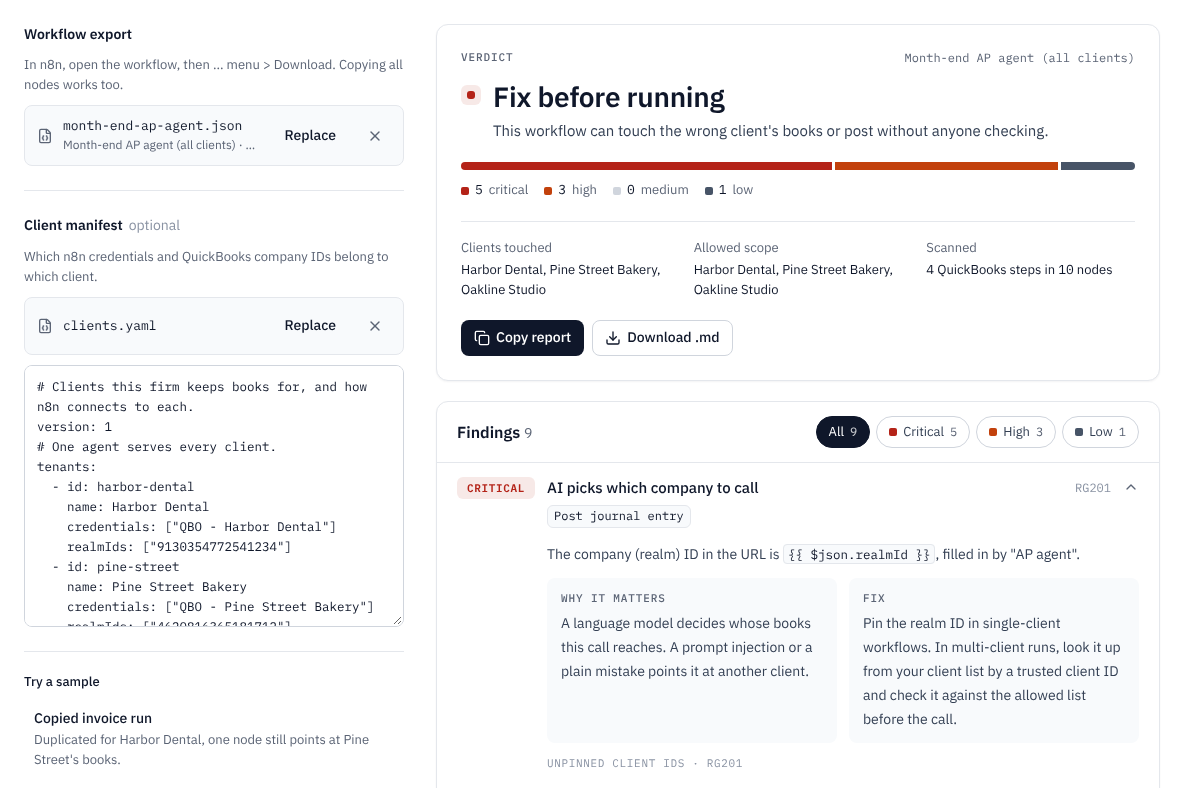 Workflow export
In n8n, open the workflow, then ... menu > Download. Copying all
nodes works too.
month-end-ap-agent.json
Month-end AP agent (all clients) · ...
Replace
Client manifest optional
Which n8n credentials and QuickBooks company IDs belong to
which client.
clients.yaml
Replace
# Clients this firm keeps books for, and how
n8n connects to each.
version: 1
# One agent serves every client.
tenants:
- id: harbor-dental
name: Harbor Dental
credentials: ["QBO - Harbor Dental"]
realmIds: ["9130354772541234"]
- id: pine-street
name: Pine Street Bakery
credentials: ["QBO - Pine Street Bakery"]
Try a sample
Copied invoice run
Duplicated for Harbor Dental, one node still points at Pine
Street's books.
VERDICT
Month-end AP agent (all clients)
Fix before running
This workflow can touch the wrong client's books or post without anyone checking.
5 critical 3 high 0 medium 1 low
Clients touched
Harbor Dental, Pine Street Bakery,
Oakline Studio
Allowed scope
Harbor Dental, Pine Street Bakery,
Oakline Studio
Scanned
4 QuickBooks steps in 10 nodes
Copy report
Download .md
Findings 9
All 9
Critical 5
High 3
Low 1
CRITICAL
AI picks which company to call
RG201
Post journal entry
The company (realm) ID in the URL is {{ $json.realmId }}, filled in by "AP agent".
WHY IT MATTERS
A language model decides whose books
this call reaches. A prompt injection or a
plain mistake points it at another client.
FIX
Pin the realm ID in single-client
workflows. In multi-client runs, look it up
from your client list by a trusted client ID
and check it against the allowed list
before the call.
UNPINNED CLIENT IDS · RG201